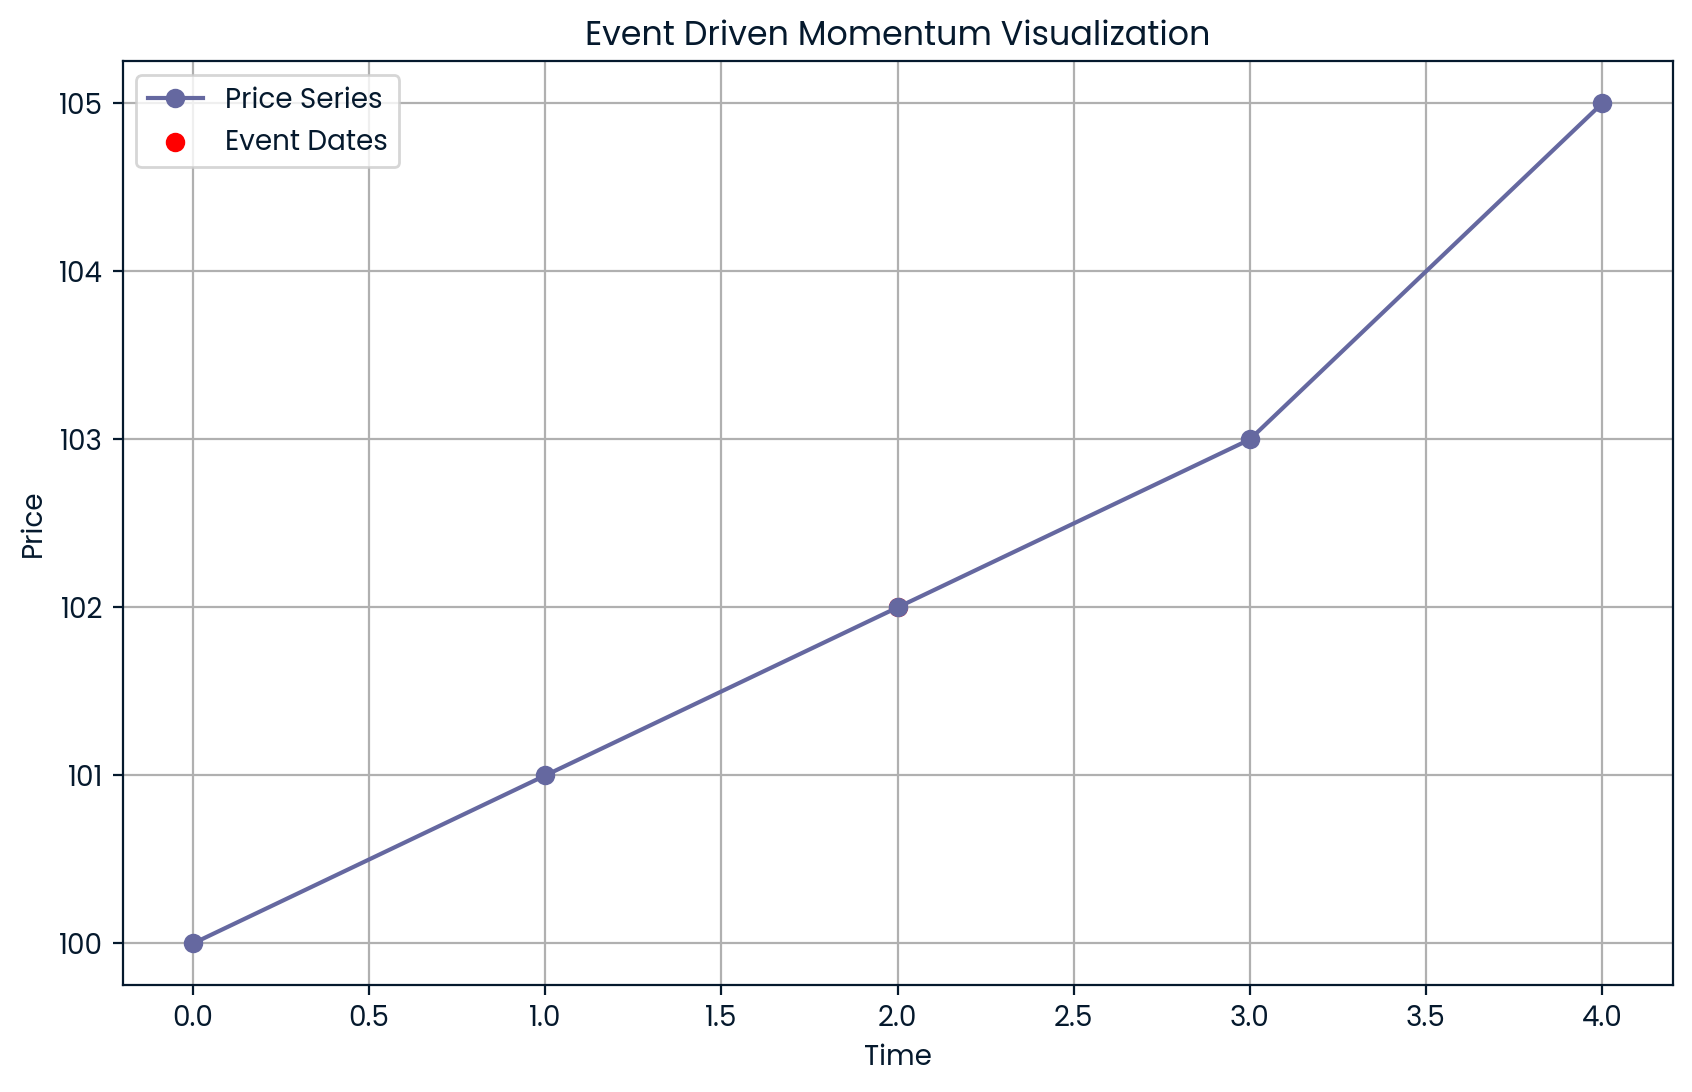 Event Driven Momentum Visualization
Price Series
Event Dates
105
104
103
102
101
100
Price
0.0 0.5 1.0 1.5 2.0 2.5 3.0 3.5 4.0
Time